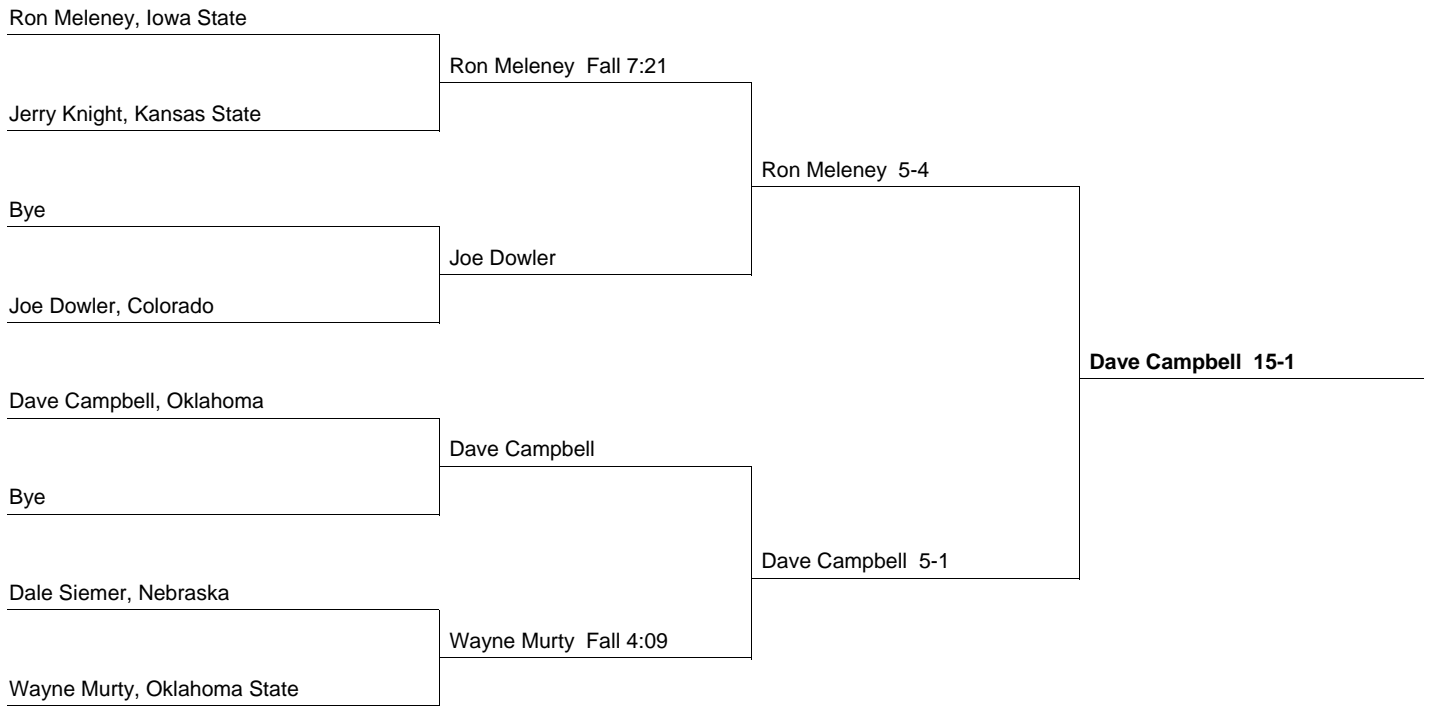 Ron Meleney, Iowa State
Ron Meleney Fall 7:21
Jerry Knight, Kansas State
Ron Meleney 5-4
Bye
Joe Dowler
Joe Dowler, Colorado
Dave Campbell 15-1
Dave Campbell, Oklahoma
Dave Campbell
Bye
Dave Campbell 5-1
Dale Siemer, Nebraska
Wayne Murty Fall 4:09
Wayne Murty, Oklahoma State